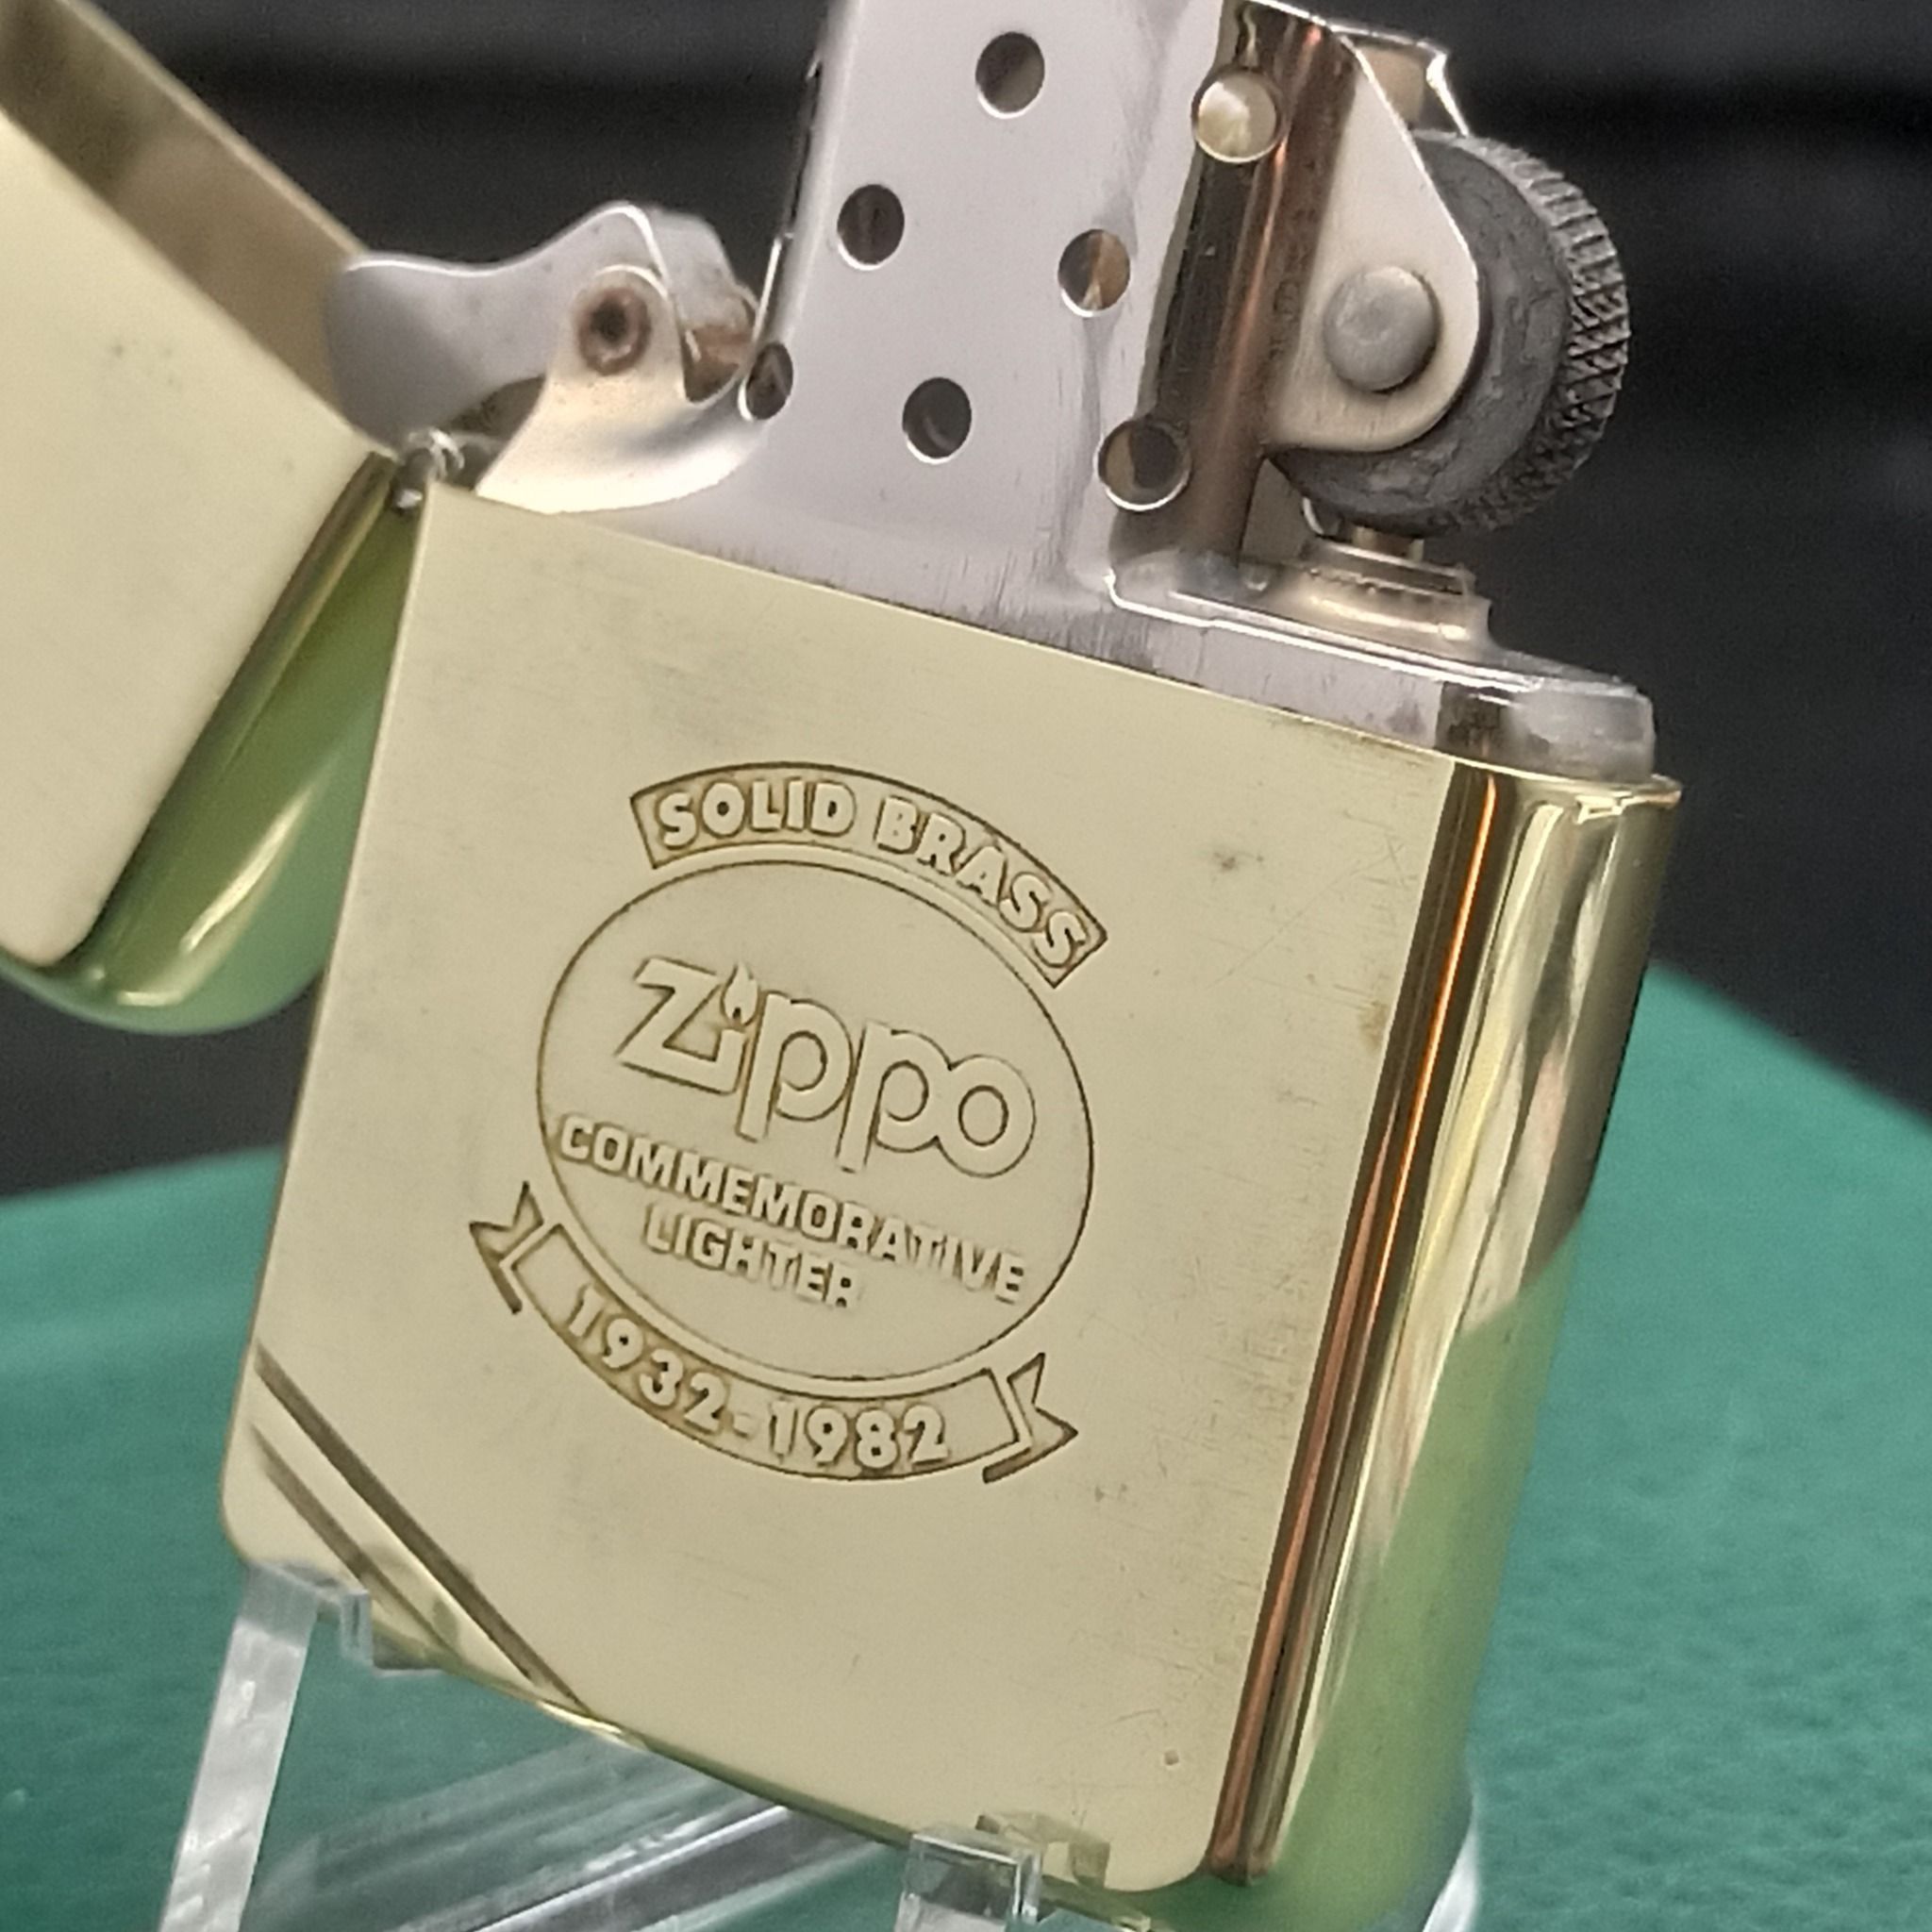 SOLID BRASS
Zippo
COMMEMORATIVE
LIGHTER
1932-1982